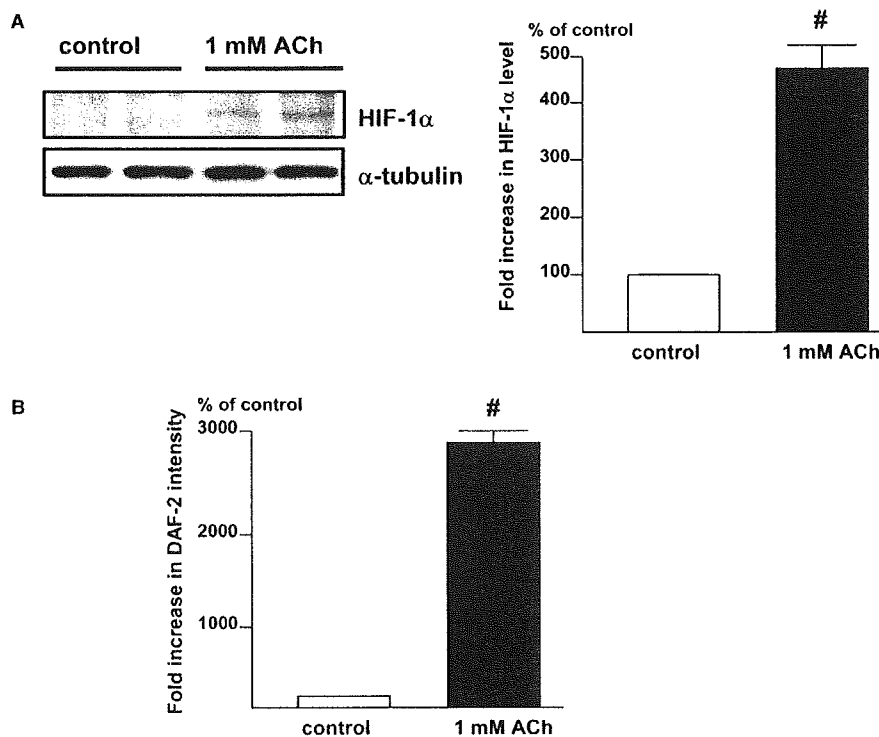 A
control 1 mM ACh
HIF-1α
α-tubulin
% of control
#
Fold increase in HIF-1α level
500
400
300
200
100
control 1 mM ACh
B
% of control
#
Fold increase in DAF-2 intensity
3000
2000
1000
control 1 mM ACh